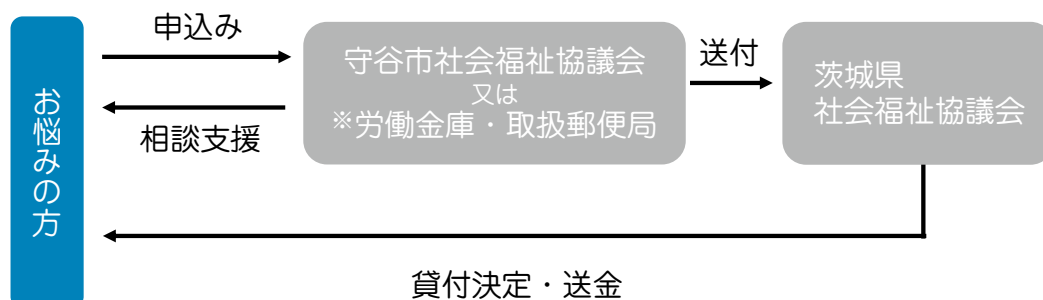 お悩みの方
申込み
相談支援
守谷市社会福祉協議会
又は
※労働金庫・取扱郵便局
送付
茨城県
社会福祉協議会
貸付決定・送金